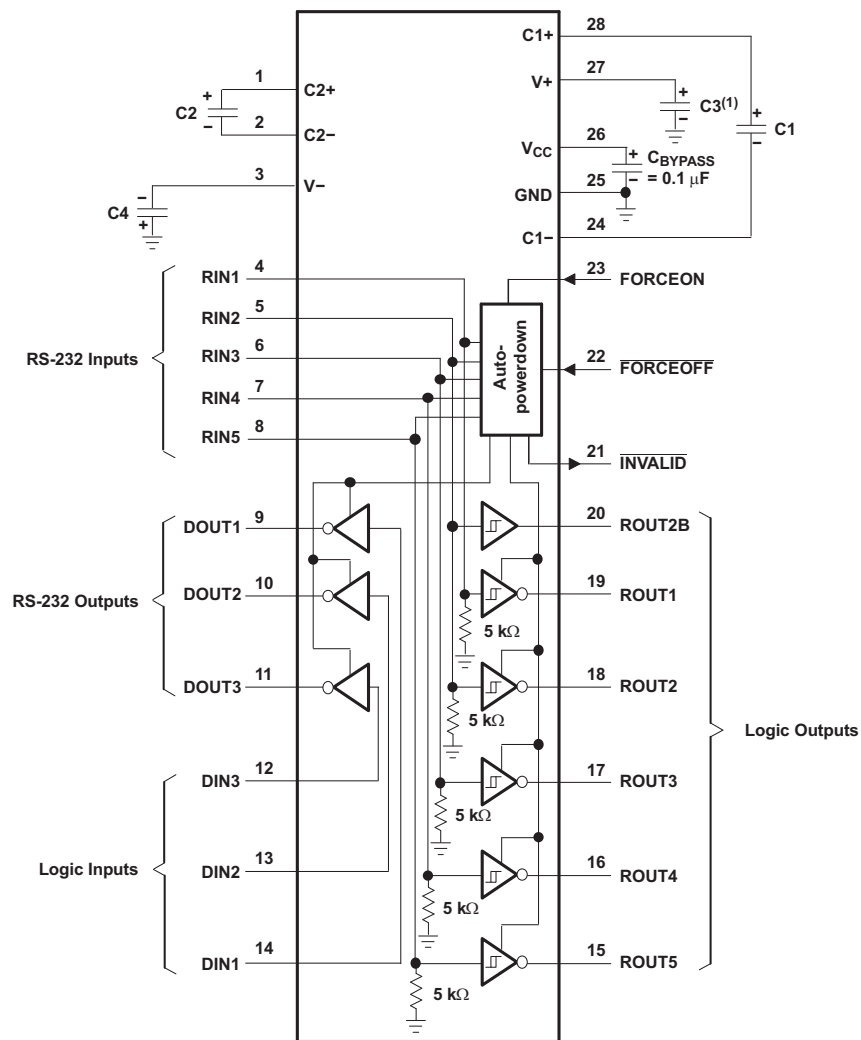 28
C1+
27
V+
1
C2+
+
C2
−
2
C2−
+
C3(1)
−
+
C1
−
26
VCC
+
CBYPASS
= 0.1 μF
−
25
GND
3
V−
−
C4
+
24
C1−
RS-232 Inputs
RIN1
4
RIN2
5
RIN3
6
RIN4
7
RIN5
8
23
FORCEON
Auto-
powerdown
22
FORCEOFF
21
INVALID
RS-232 Outputs
DOUT1
9
DOUT2
10
DOUT3
11
20
ROUT2B
19
ROUT1
5 kΩ
18
ROUT2
5 kΩ
17
ROUT3
5 kΩ
16
ROUT4
5 kΩ
15
ROUT5
5 kΩ
Logic Outputs
Logic Inputs
DIN3
12
DIN2
13
DIN1
14